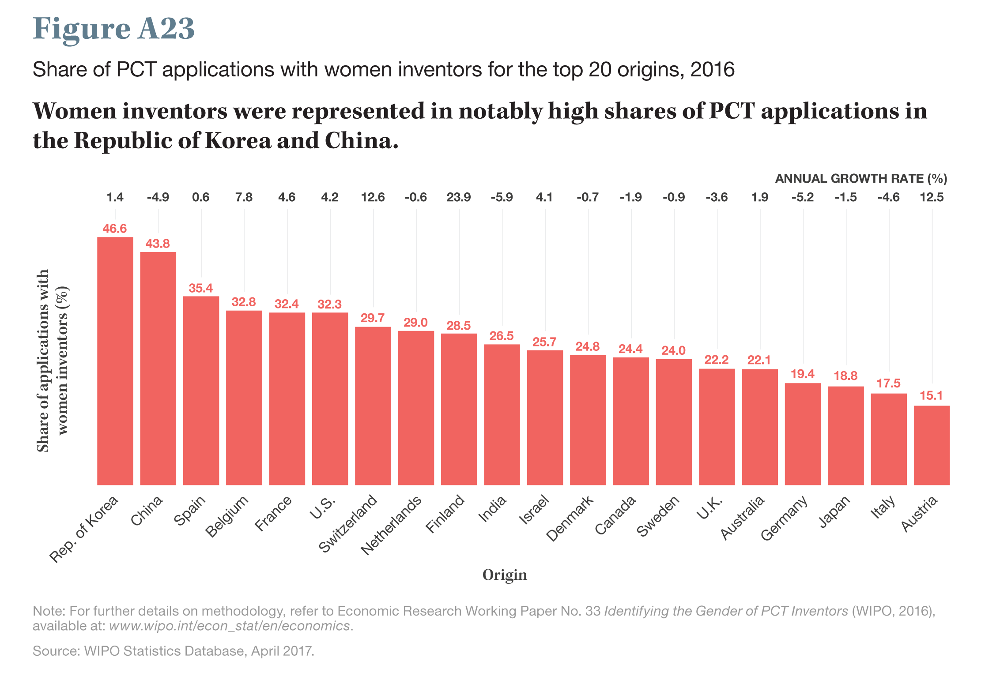 Figure A23
Share of PCT applications with women inventors for the top 20 origins, 2016
Women inventors were represented in notably high shares of PCT applications in
the Republic of Korea and China.
ANNUAL GROWTH RATE (%)
1.4 -4.9 0.6 7.8 4.6 4.2 12.6 -0.6 23.9 -5.9 4.1 -0.7 -1.9 -0.9 -3.6 1.9 -5.2 -1.5 -4.6 12.5
46.6 43.8 35.4 32.8 32.4 32.3 29.7 29.0 28.5 26.5 25.7 24.8 24.4 24.0 22.2 22.1 19.4 18.8 17.5 15.1
Share of applications with
women inventors (%)
Rep. of Korea China Spain Belgium France U.S. Switzerland Netherlands Finland India Israel Denmark Canada Sweden U.K. Australia Germany Japan Italy Austria
Origin
Note: For further details on methodology, refer to Economic Research Working Paper No. 33 Identifying the Gender of PCT Inventors (WIPO, 2016),
available at: www.wipo.int/econ_stat/en/economics.
Source: WIPO Statistics Database, April 2017.